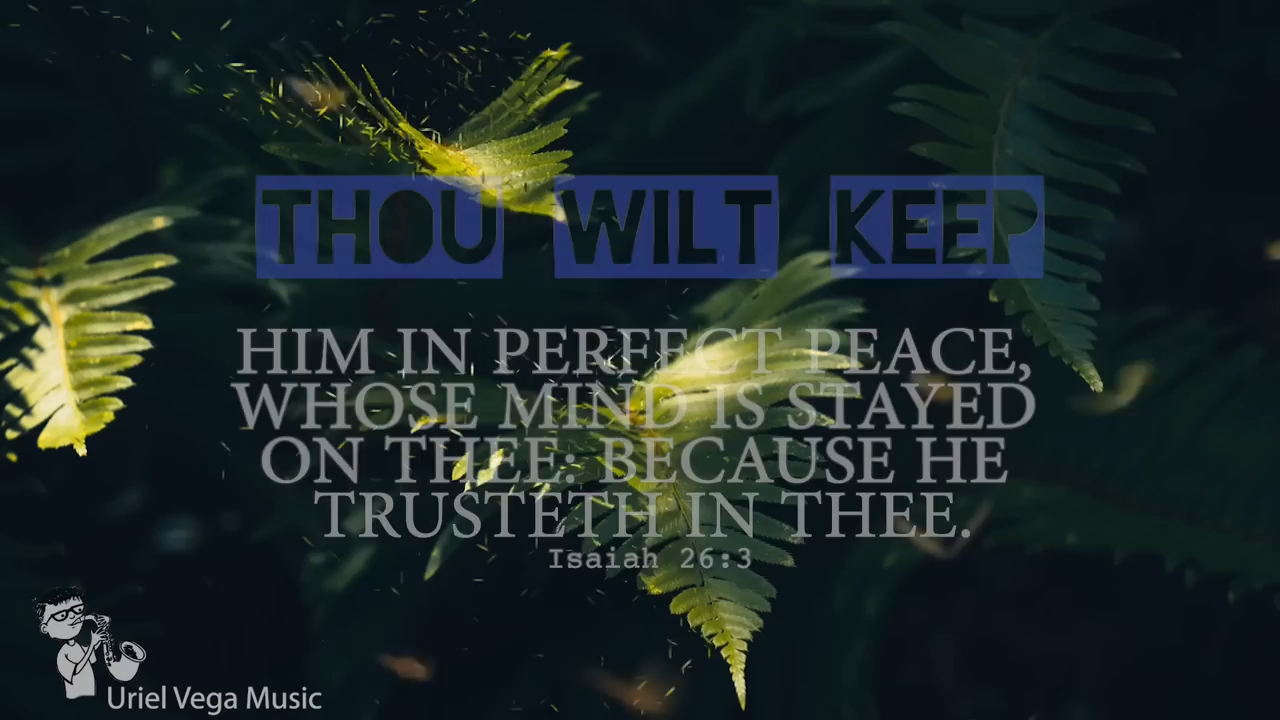 THOU WILT KEEP
HIM IN PERFECT PEACE,
WHOSE MIND IS STAYED
ON THEE: BECAUSE HE
TRUSTETH IN THEE.
Isaiah 26:3
Uriel Vega Music